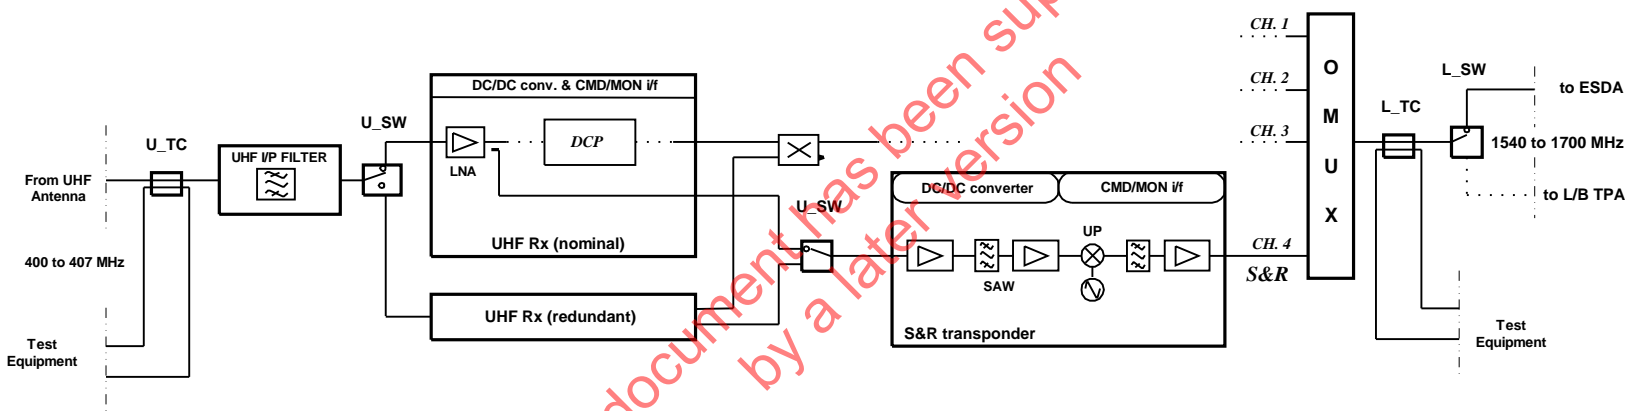 From UHF
Antenna
400 to 407 MHz
Test
Equipment
U_TC
UHF I/P FILTER
U_SW
DC/DC conv. & CMD/MON i/f
LNA
DCP
UHF Rx (nominal)
UHF Rx (redundant)
U_SW
DC/DC converter
CMD/MON i/f
SAW
UP
S&R transponder
CH. 1
CH. 2
CH. 3
CH. 4
S&R
O
M
U
X
L_TC
L_SW
to ESDA
1540 to 1700 MHz
to L/B TPA
Test
Equipment
document has been sup
by a later version